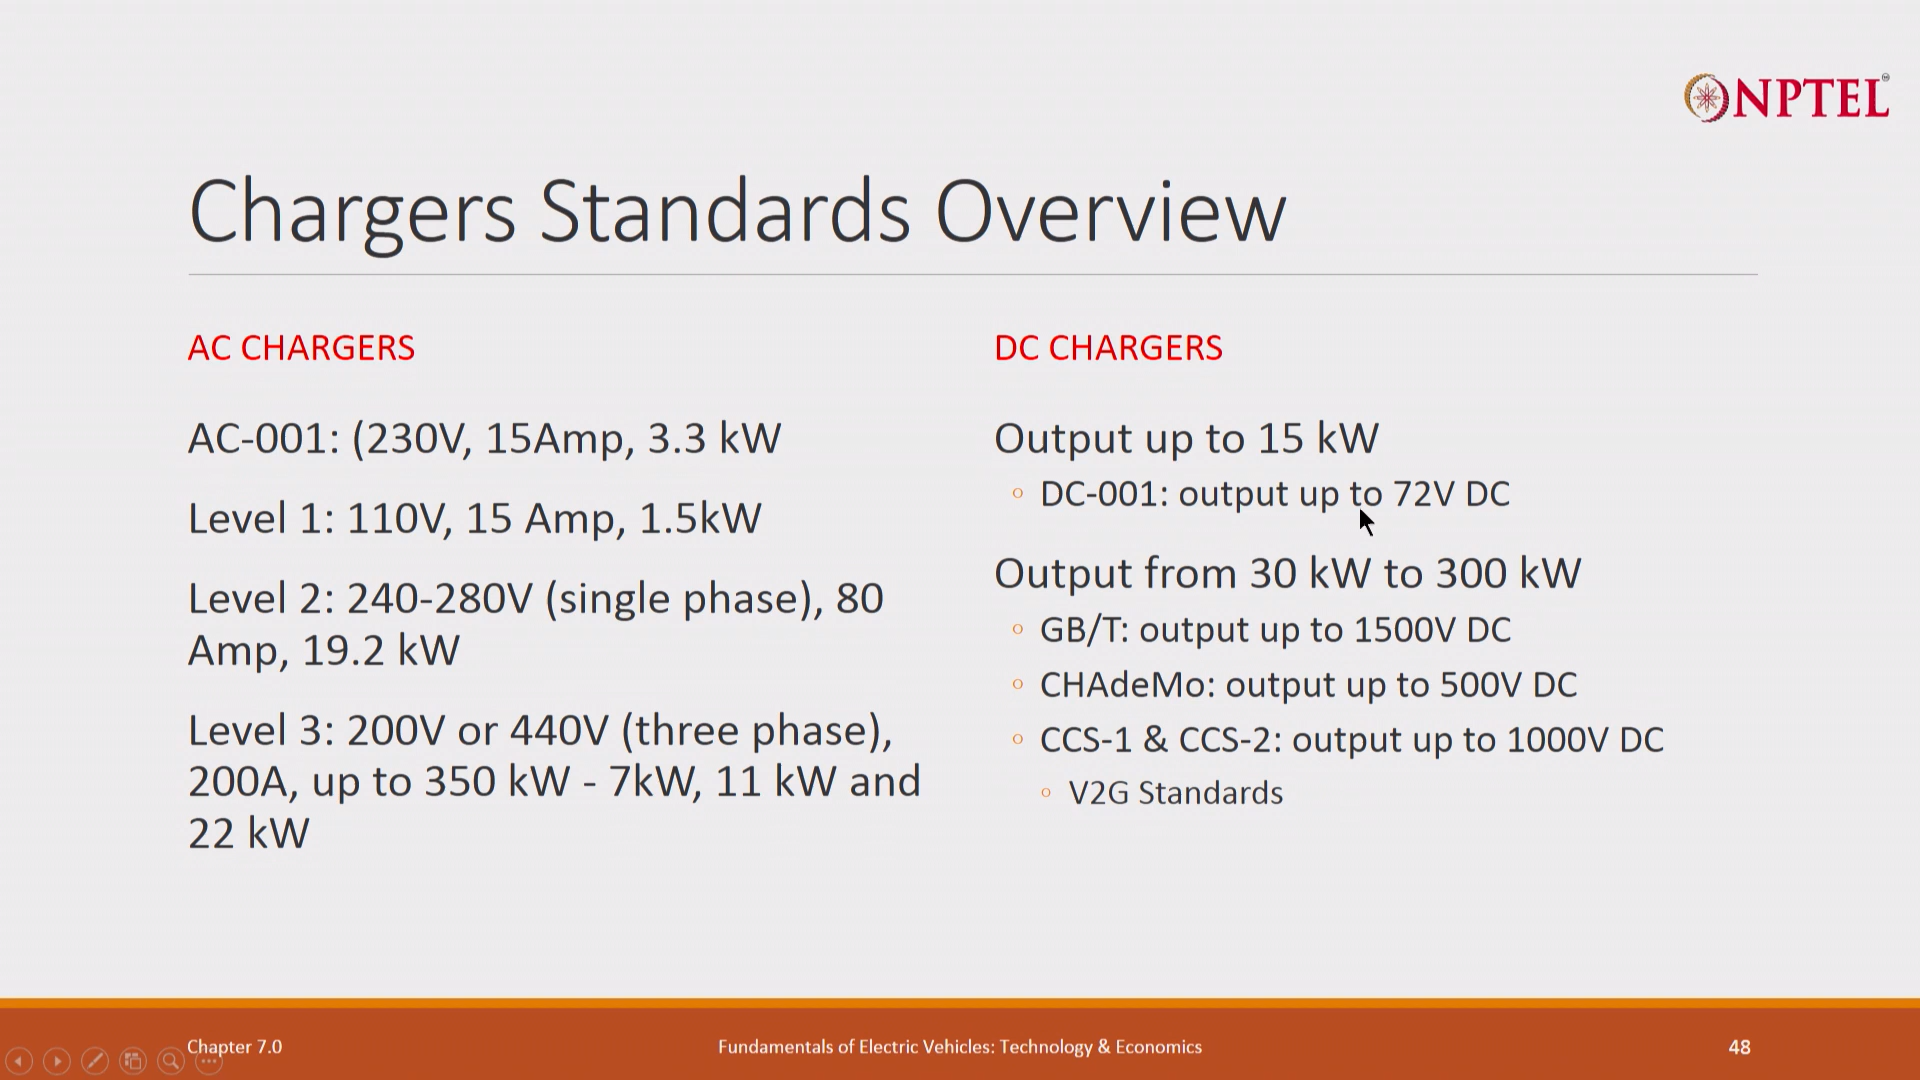 NPTEL
Chargers Standards Overview
AC CHARGERS
AC-001: (230V, 15Amp, 3.3 kW
Level 1: 110V, 15 Amp, 1.5kW
Level 2: 240-280V (single phase), 80
Amp, 19.2 kW
Level 3: 200V or 440V (three phase),
200A, up to 350 kW - 7kW, 11 kW and
22 kW
DC CHARGERS
Output up to 15 kW
DC-001: output up to 72V DC
Output from 30 kW to 300 kW
GB/T: output up to 1500V DC
CHAdeMo: output up to 500V DC
CCS-1 & CCS-2: output up to 1000V DC
V2G Standards
Chapter 7.0
Fundamentals of Electric Vehicles: Technology & Economics
48